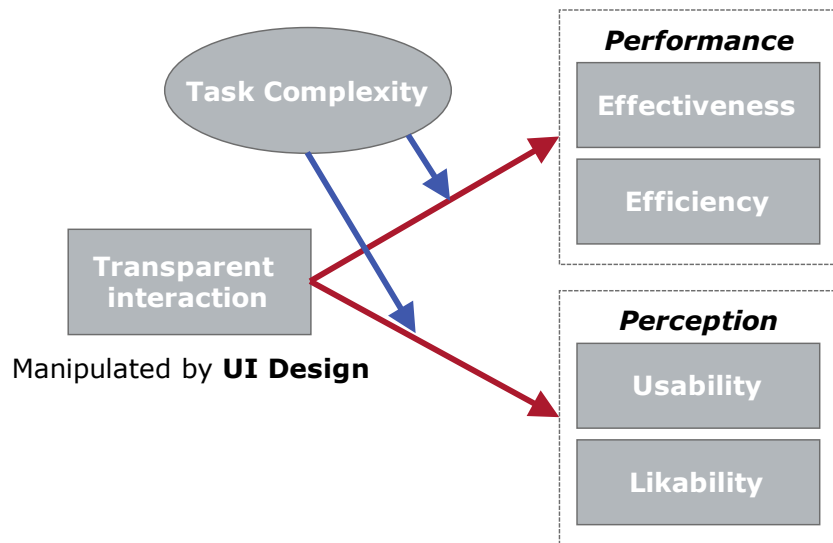 Performance
Task Complexity
Effectiveness
Efficiency
Transparent
interaction
Manipulated by UI Design
Perception
Usability
Likability